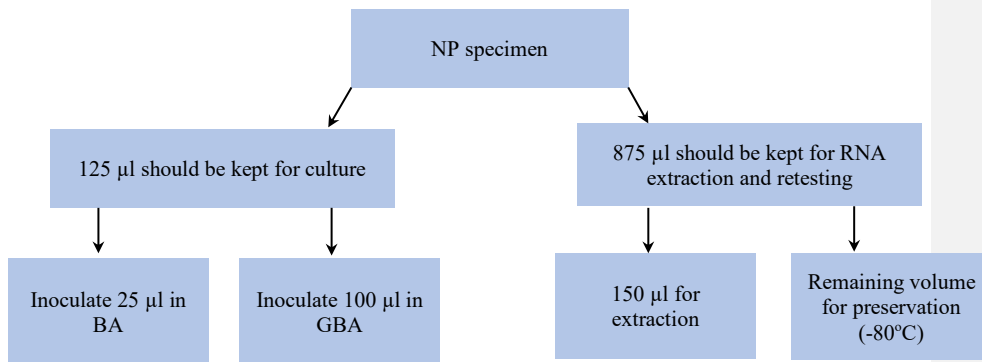 NP specimen
125 µl should be kept for culture
875 µl should be kept for RNA
extraction and retesting
Inoculate 25 µl in
BA
Inoculate 100 µl in
GBA
150 µl for
extraction
Remaining volume
for preservation
(-80ºC)